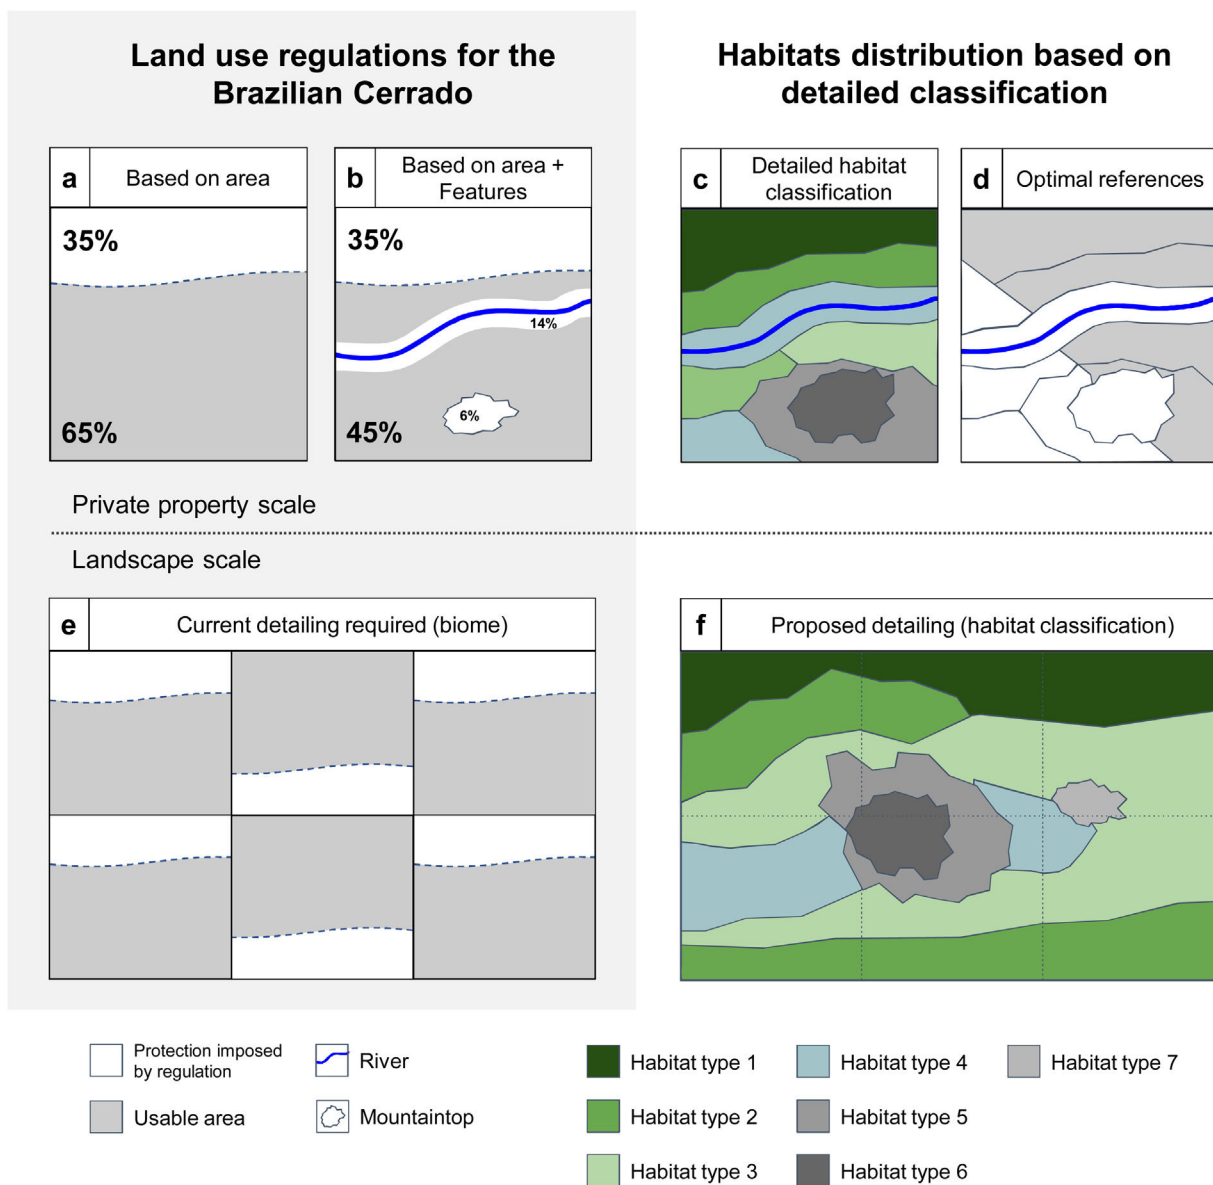 Land use regulations for the
Brazilian Cerrado
Habitats distribution based on
detailed classification
a
Based on area
b
Based on area +
Features
c
Detailed habitat
classification
d
Optimal references
35%
65%
35%
14%
6%
45%
Private property scale
Landscape scale
e
Current detailing required (biome)
f
Proposed detailing (habitat classification)
Protection imposed
by regulation
River
Usable area
Mountaintop
Habitat type 1
Habitat type 4
Habitat type 7
Habitat type 2
Habitat type 5
Habitat type 3
Habitat type 6